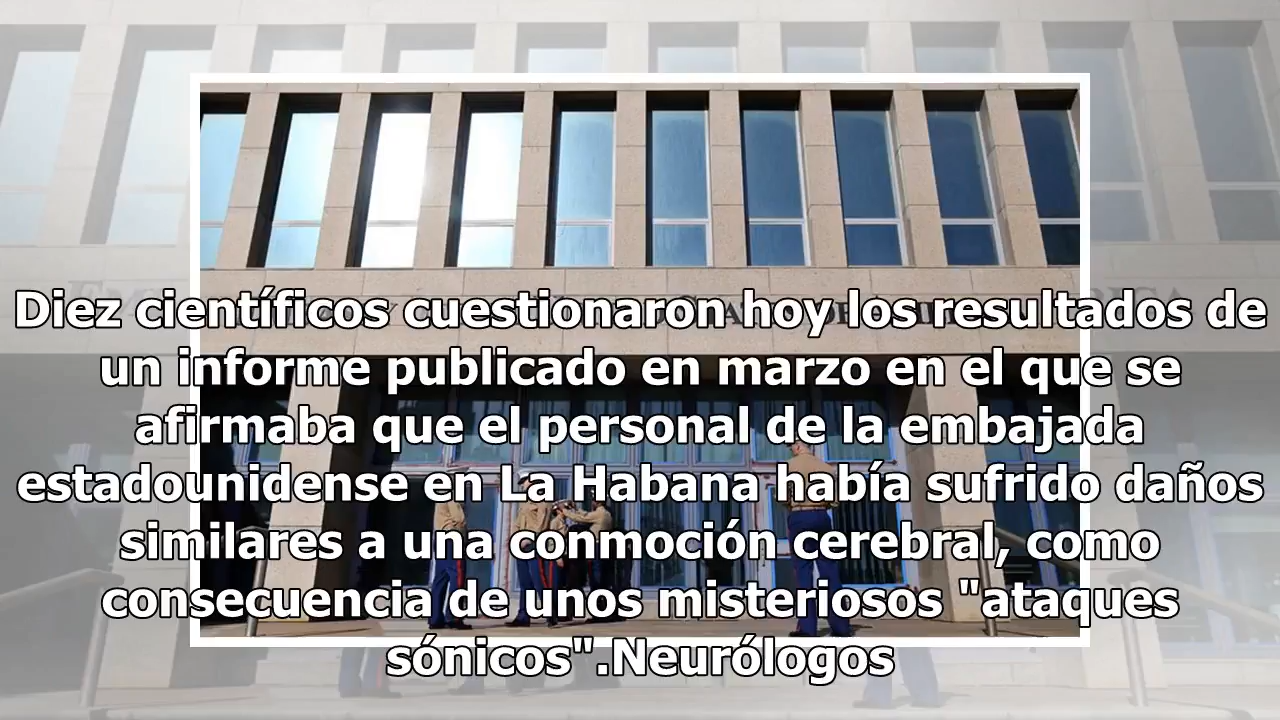 Diez científicos cuestionaron hoy los resultados de
un informe publicado en marzo en el que se
afirmaba que el personal de la embajada
estadounidense en La Habana había sufrido daños
similares a una conmoción cerebral, como
consecuencia de unos misteriosos "ataques
sónicos".Neurólogos